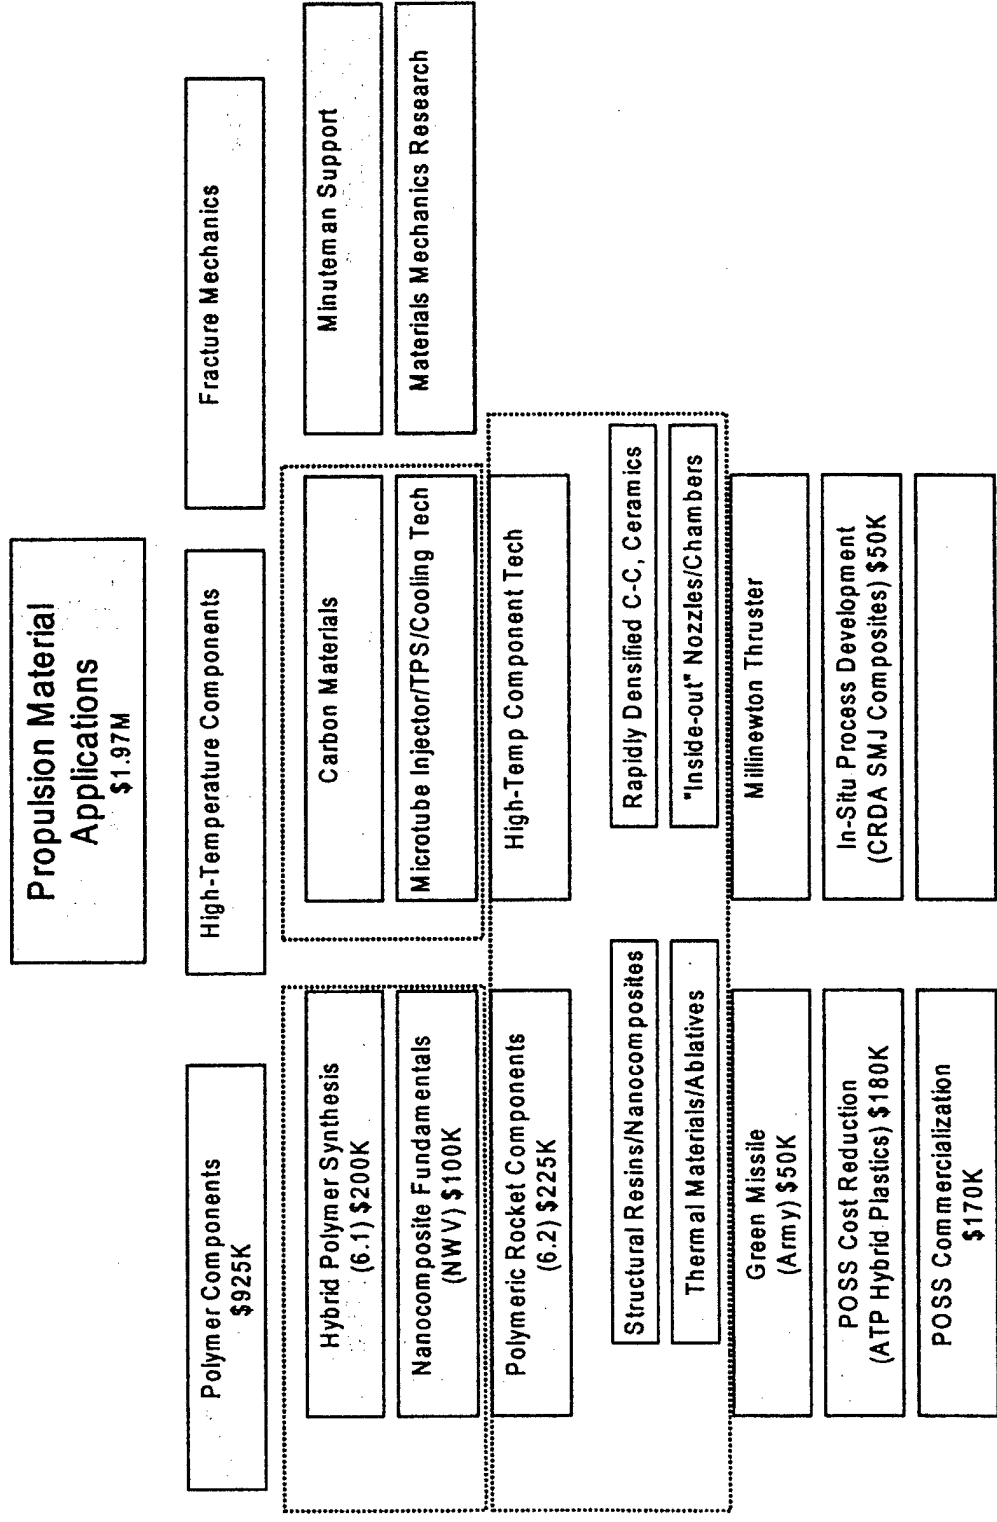 Propulsion Material
Applications
$1.97M
Polymer Components
$925K
High-Temperature Components
Fracture Mechanics
Hybrid Polymer Synthesis
(6.1) $200K
Nanocomposite Fundamentals
(NWV) $100K
Polymeric Rocket Components
(6.2) $225K
Structural Resins/Nanocomposites
Thermal Materials/Ablatives
Green Missile
(Army) $50K
POSS Cost Reduction
(ATP Hybrid Plastics) $180K
POSS Commercialization
$170K
Carbon Materials
Microtube Injector/TPS/Cooling Tech
High-Temp Component Tech
Rapidly Densified C-C, Ceramics
"Inside-out" Nozzles/Chambers
Millinewton Thruster
In-Situ Process Development
(CRDA SMJ Composites) $50K
Minuteman Support
Materials Mechanics Research